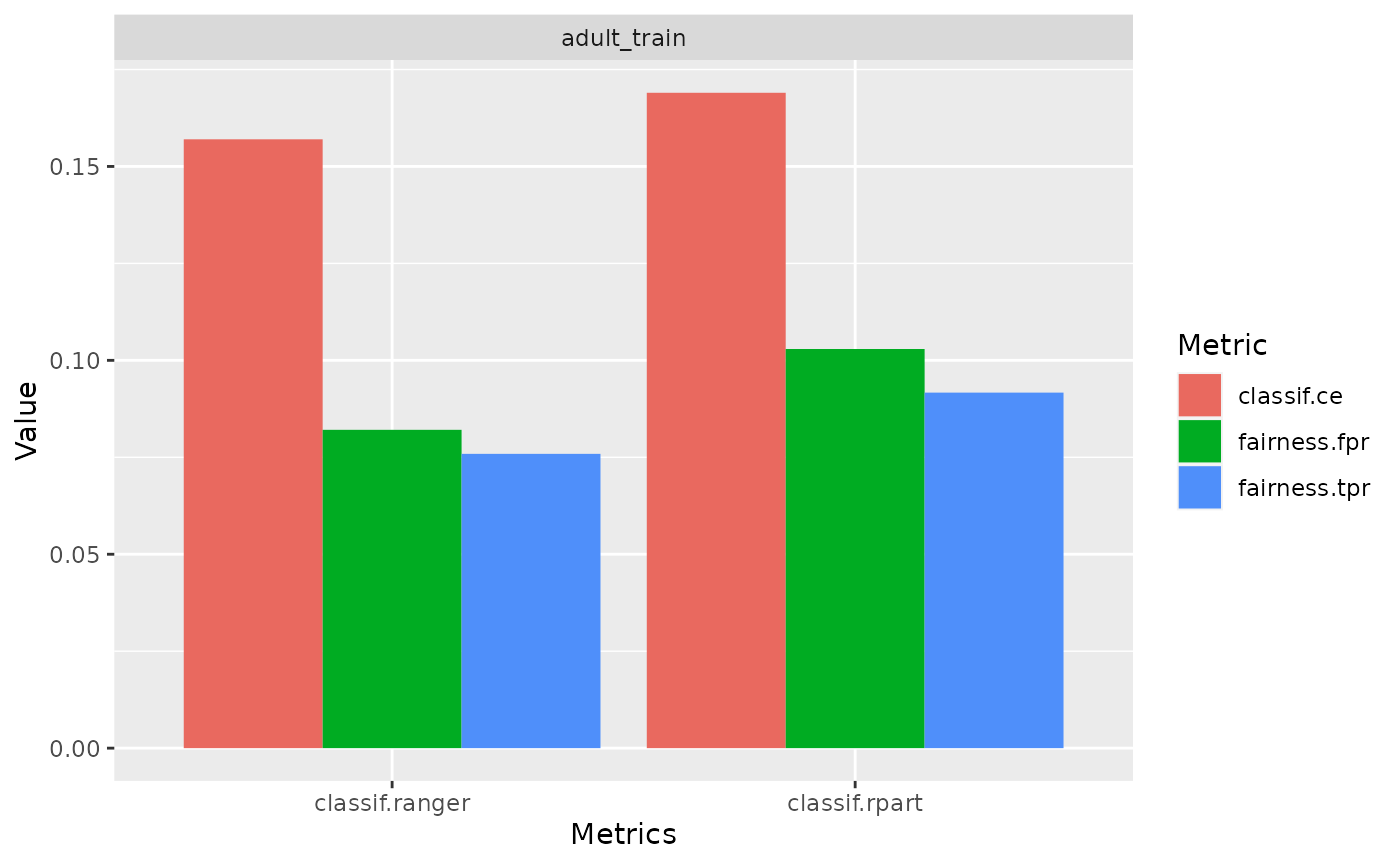 adult_train
Value
0.15
0.10
0.05
0.00
classif.ranger
classif.rpart
Metrics
Metric
classif.ce
fairness.fpr
fairness.tpr